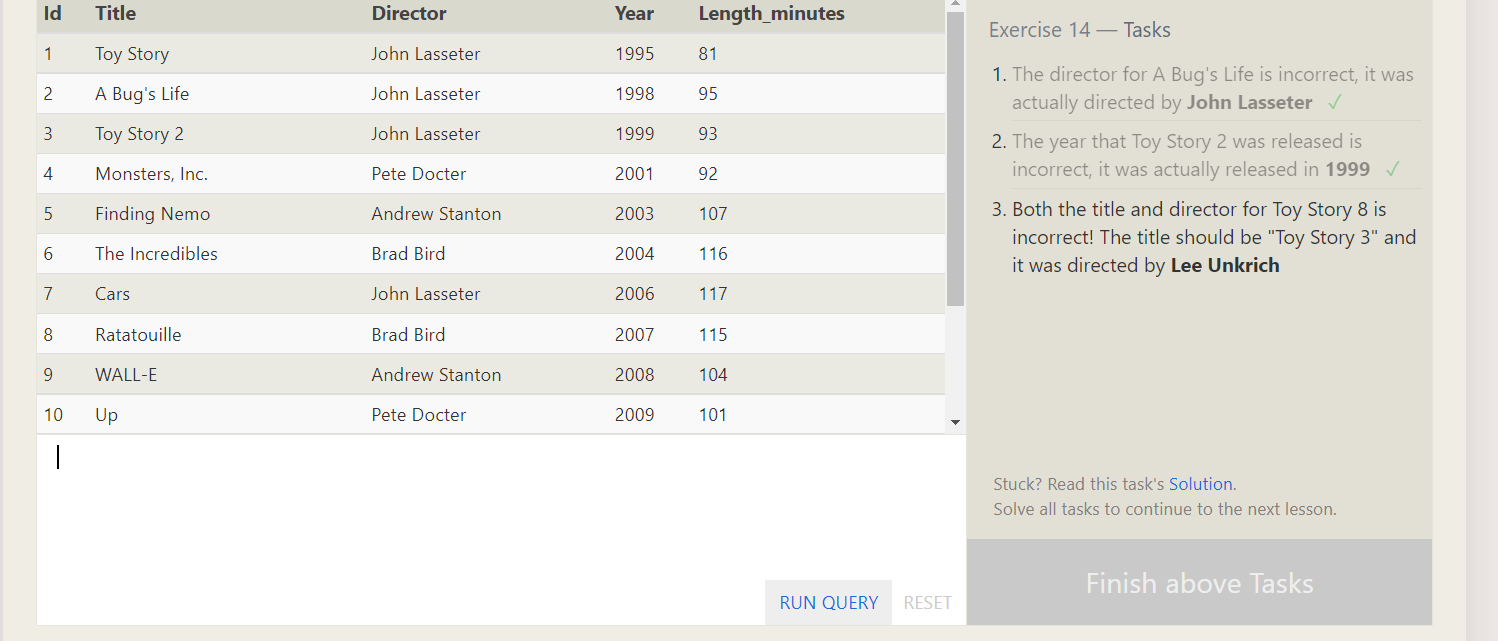 Id Title Director Year Length_minutes
1 Toy Story John Lasseter 1995 81
2 A Bug's Life John Lasseter 1998 95
3 Toy Story 2 John Lasseter 1999 93
4 Monsters, Inc. Pete Docter 2001 92
5 Finding Nemo Andrew Stanton 2003 107
6 The Incredibles Brad Bird 2004 116
7 Cars John Lasseter 2006 117
8 Ratatouille Brad Bird 2007 115
9 WALL-E Andrew Stanton 2008 104
10 Up Pete Docter 2009 101
RUN QUERY RESET
Exercise 14 — Tasks
1. The director for A Bug's Life is incorrect, it was
actually directed by John Lasseter ✓
2. The year that Toy Story 2 was released is
incorrect, it was actually released in 1999 ✓
3. Both the title and director for Toy Story 8 is
incorrect! The title should be "Toy Story 3" and
it was directed by Lee Unkrich
Stuck? Read this task's Solution.
Solve all tasks to continue to the next lesson.
Finish above Tasks